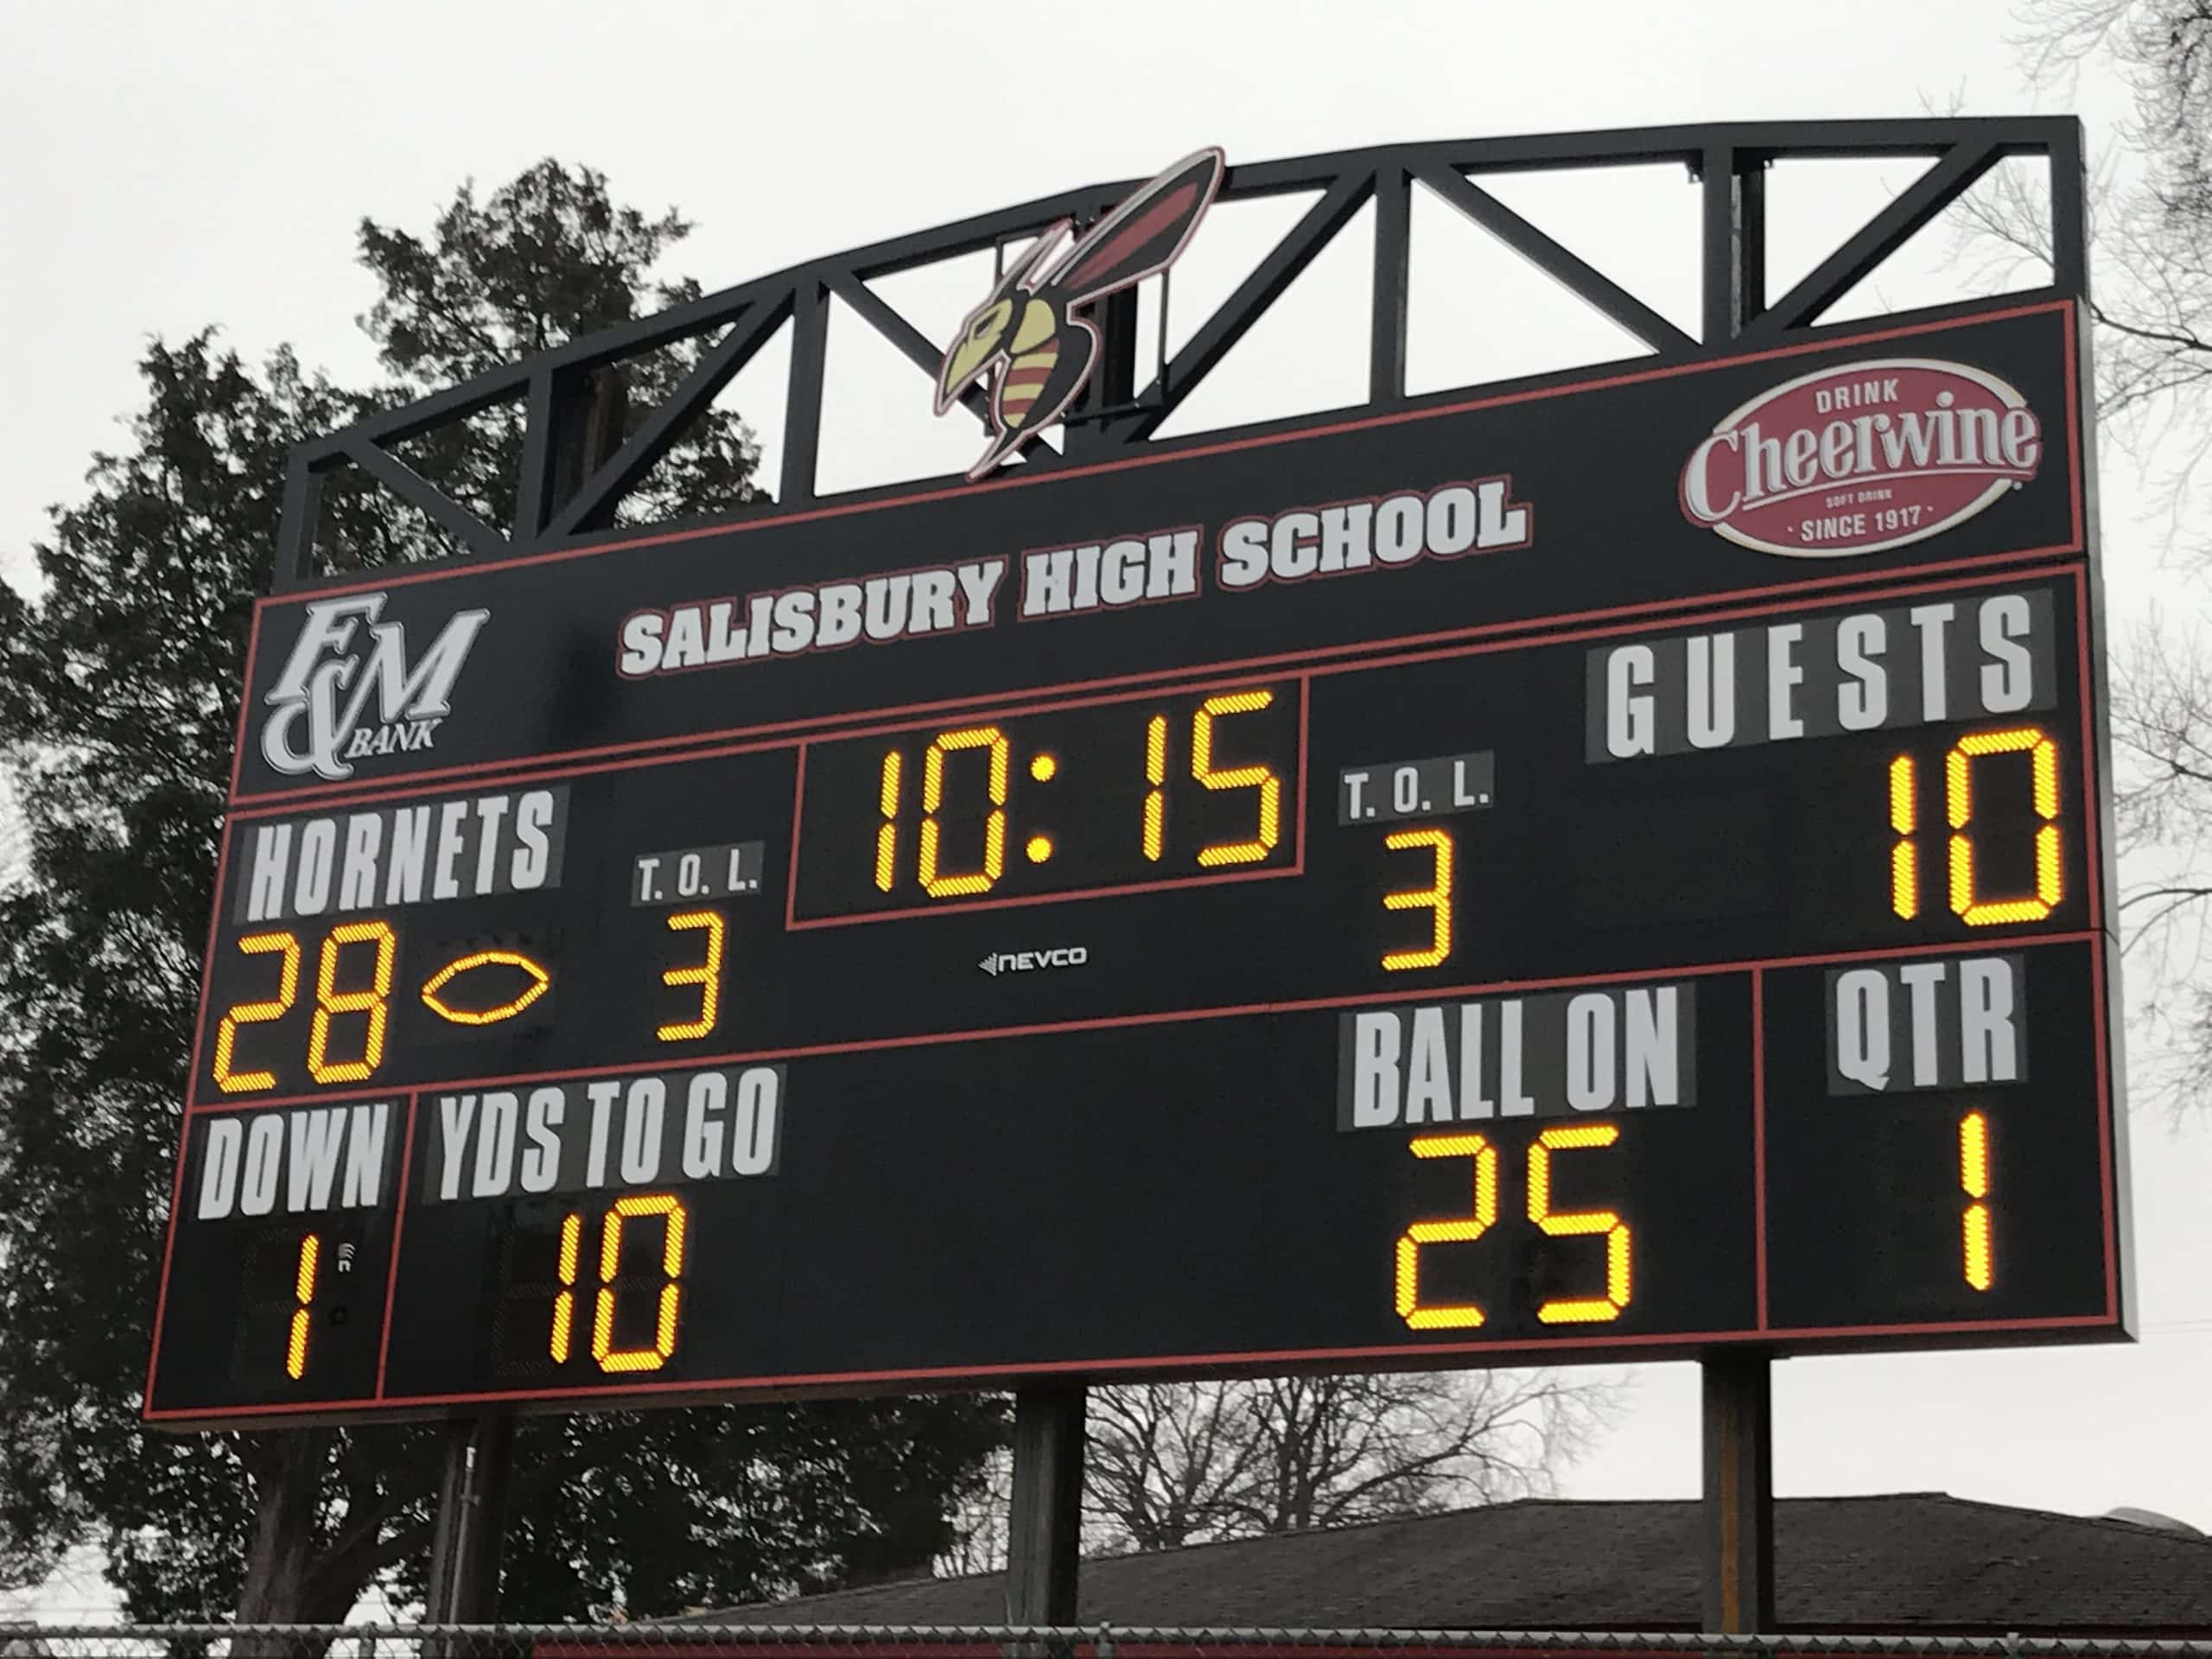 DRINK
Cheerwine
SOFT DRINK
· SINCE 1917 ·
SALISBURY HIGH SCHOOL
F&M
BANK
GUESTS
10
10:15
T. O. L.
3
HORNETS
28
T. O. L.
3
NEVCO
BALL ON
25
QTR
1
DOWN
1
YDS TO GO
10